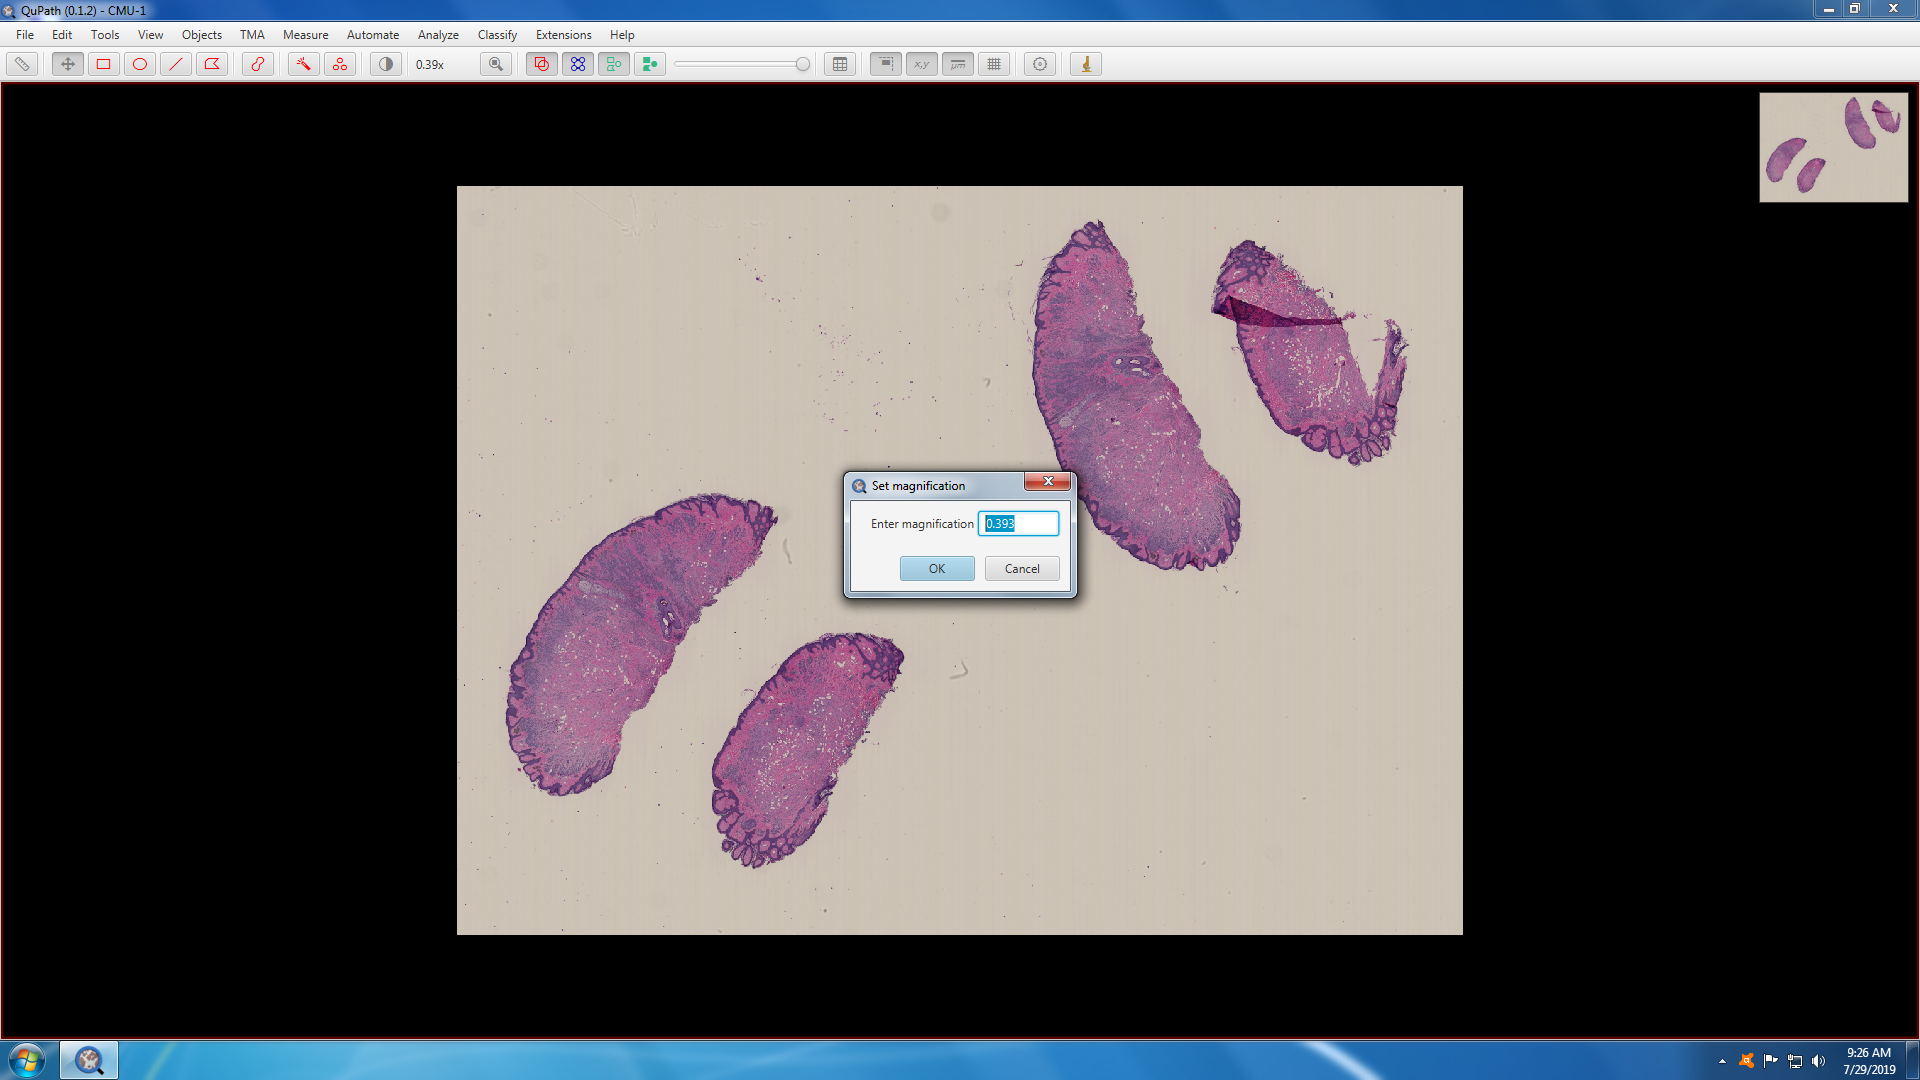 QuPath (0.1.2) - CMU-1
File Edit Tools View Objects TMA Measure Automate Analyze Classify Extensions Help
0.39x
x,y
µm
Set magnification
Enter magnification 0.393
OK Cancel
9:26 AM
7/29/2019